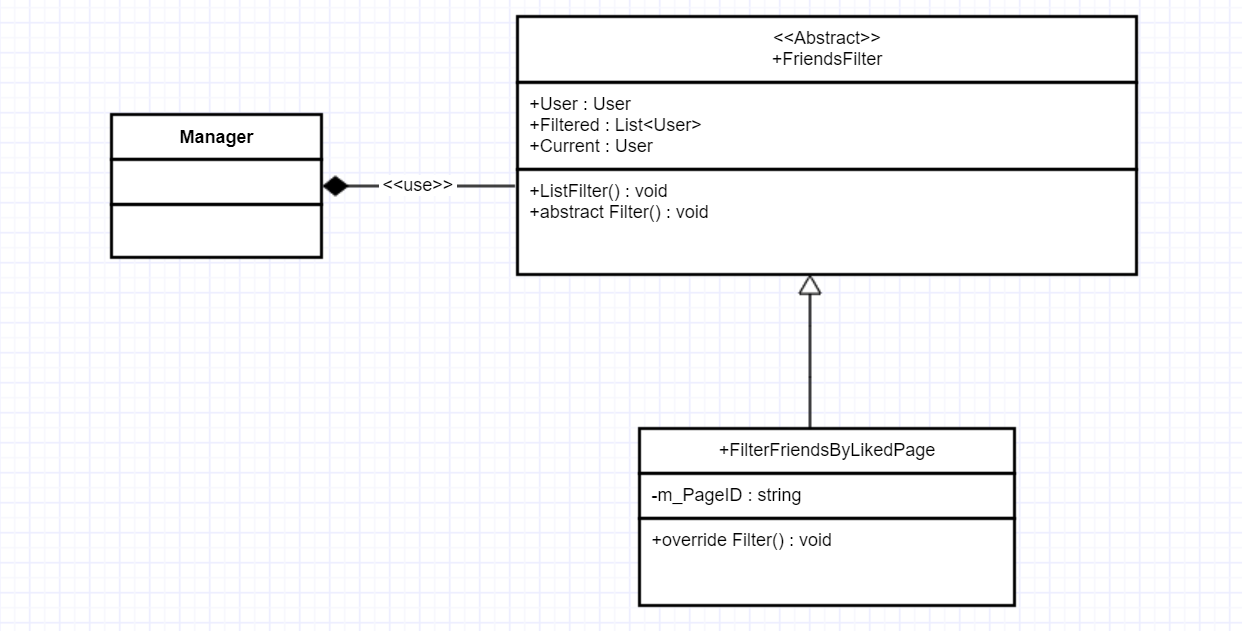 <<Abstract>>
+FriendsFilter
+User : User
+Filtered : List<User>
+Current : User
+ListFilter() : void
+abstract Filter() : void
Manager
<<use>>
+FilterFriendsByLikedPage
-m_PageID : string
+override Filter() : void